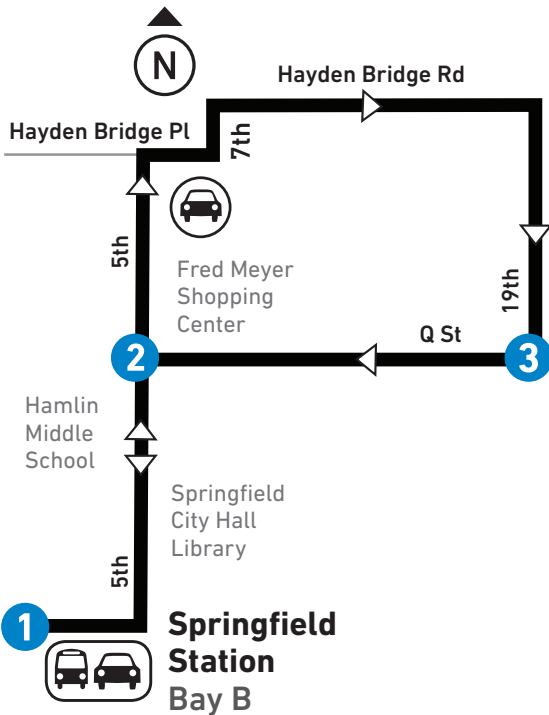 N
Hayden Bridge Rd
Hayden Bridge Pl
7th
5th
Fred Meyer
Shopping
Center
19th
Q St
2
3
Hamlin
Middle
School
Springfield
City Hall
Library
5th
1
Springfield
Station
Bay B